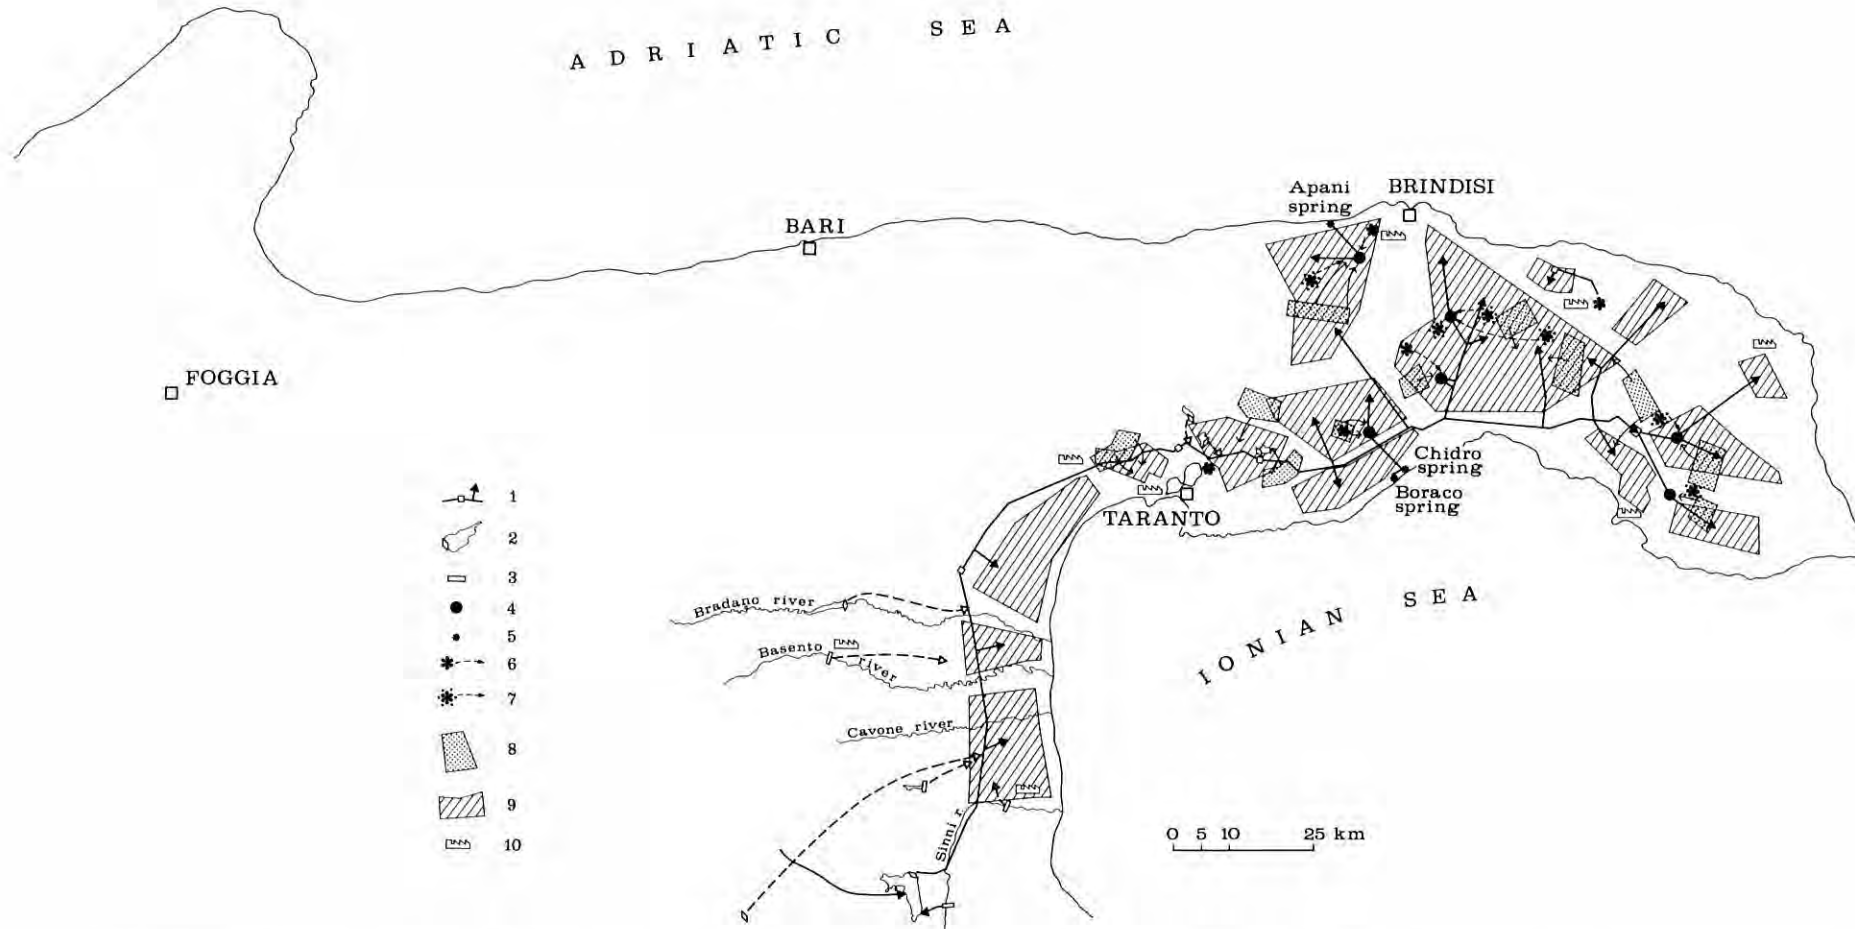 ADRIATIC SEA
Apani
spring
BRINDISI
BARI
FOGGIA
Chidro
spring
Boraco
spring
TARANTO
1
2
3
4
5
6
7
8
9
10
Bradano river
Basento river
Cavone river
Sinni r.
IONIAN SEA
0 5 10 25 km